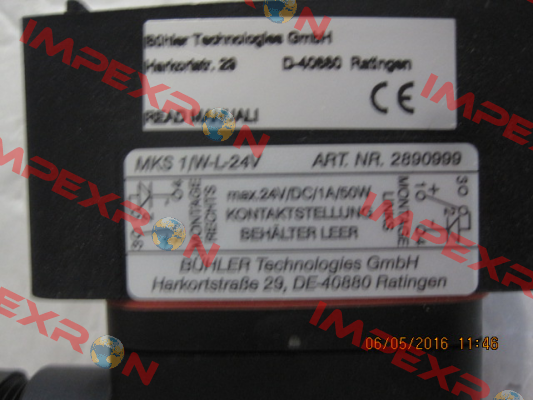 Bühler Technologies GmbH
Harkortstr. 29 D-40880 Ratingen
READ MANUAL!
CE
MKS 1/W-L-24V ART. NR. 2890999
MONTAGE
RECHTS
max.24V/DC/1A/50W
KONTAKTSTELLUNG
BEHÄLTER LEER
MONTAGE
LINKS
BÜHLER Technologies GmbH
Harkortstraße 29, DE-40880 Ratingen
06/05/2016 11:46
IMPEXRON
IMPEXRON
IMPEXRON
IMPEXRON
IMPEXRON